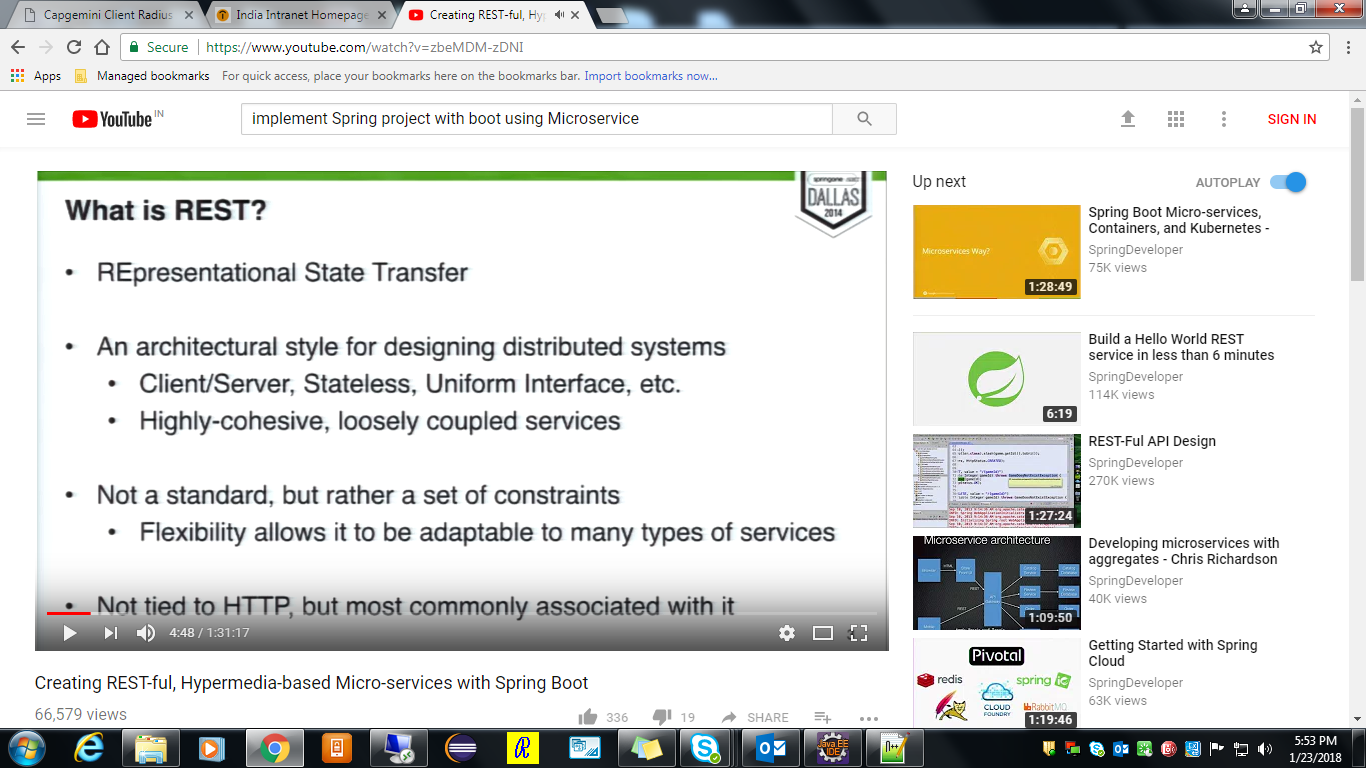 Capgemini Client Radius
India Intranet Homepage
Creating REST-ful, Hyp
Secure
https://www.youtube.com/watch?v=zbeMDM-zDNI
Apps
Managed bookmarks
For quick access, place your bookmarks here on the bookmarks bar. Import bookmarks now...
YouTube IN
implement Spring project with boot using Microservice
SIGN IN
DALLAS
2014
What is REST?
• REpresentational State Transfer
• An architectural style for designing distributed systems
• Client/Server, Stateless, Uniform Interface, etc.
• Highly-cohesive, loosely coupled services
• Not a standard, but rather a set of constraints
• Flexibility allows it to be adaptable to many types of services
• Not tied to HTTP, but most commonly associated with it
4:48 / 1:31:17
Creating REST-ful, Hypermedia-based Micro-services with Spring Boot
66,579 views
336
19
SHARE
Up next
AUTOPLAY
Microservices Way?
1:28:49
Spring Boot Micro-services,
Containers, and Kubernetes -
SpringDeveloper
75K views
6:19
Build a Hello World REST
service in less than 6 minutes
SpringDeveloper
114K views
1:27:24
REST-Ful API Design
SpringDeveloper
270K views
Microservice architecture
1:09:50
Developing microservices with
aggregates - Chris Richardson
SpringDeveloper
40K views
Pivotal
redis
spring
CLOUD
FOUNDRY
RabbitMQ
1:19:46
Getting Started with Spring
Cloud
SpringDeveloper
63K views
Java EE
IDE
5:53 PM
1/23/2018